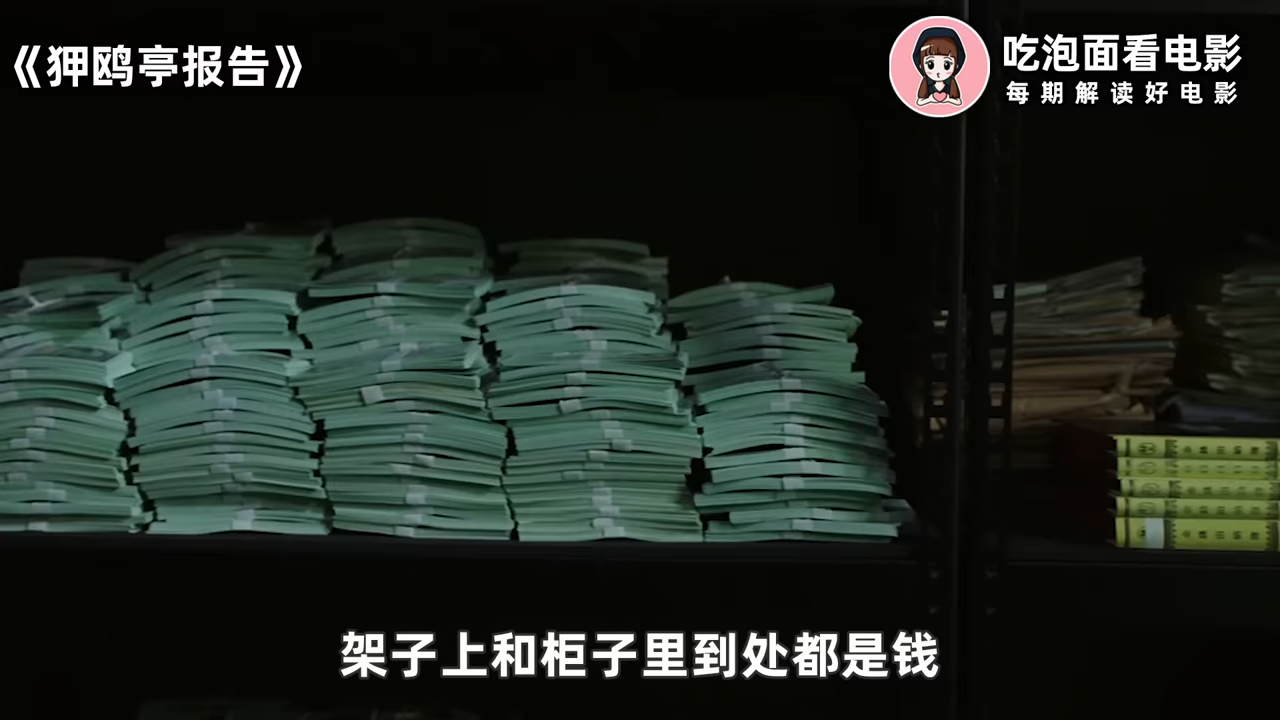 《狎鸥亭报告》
吃泡面看电影
每期解读好电影
架子上和柜子里到处都是钱